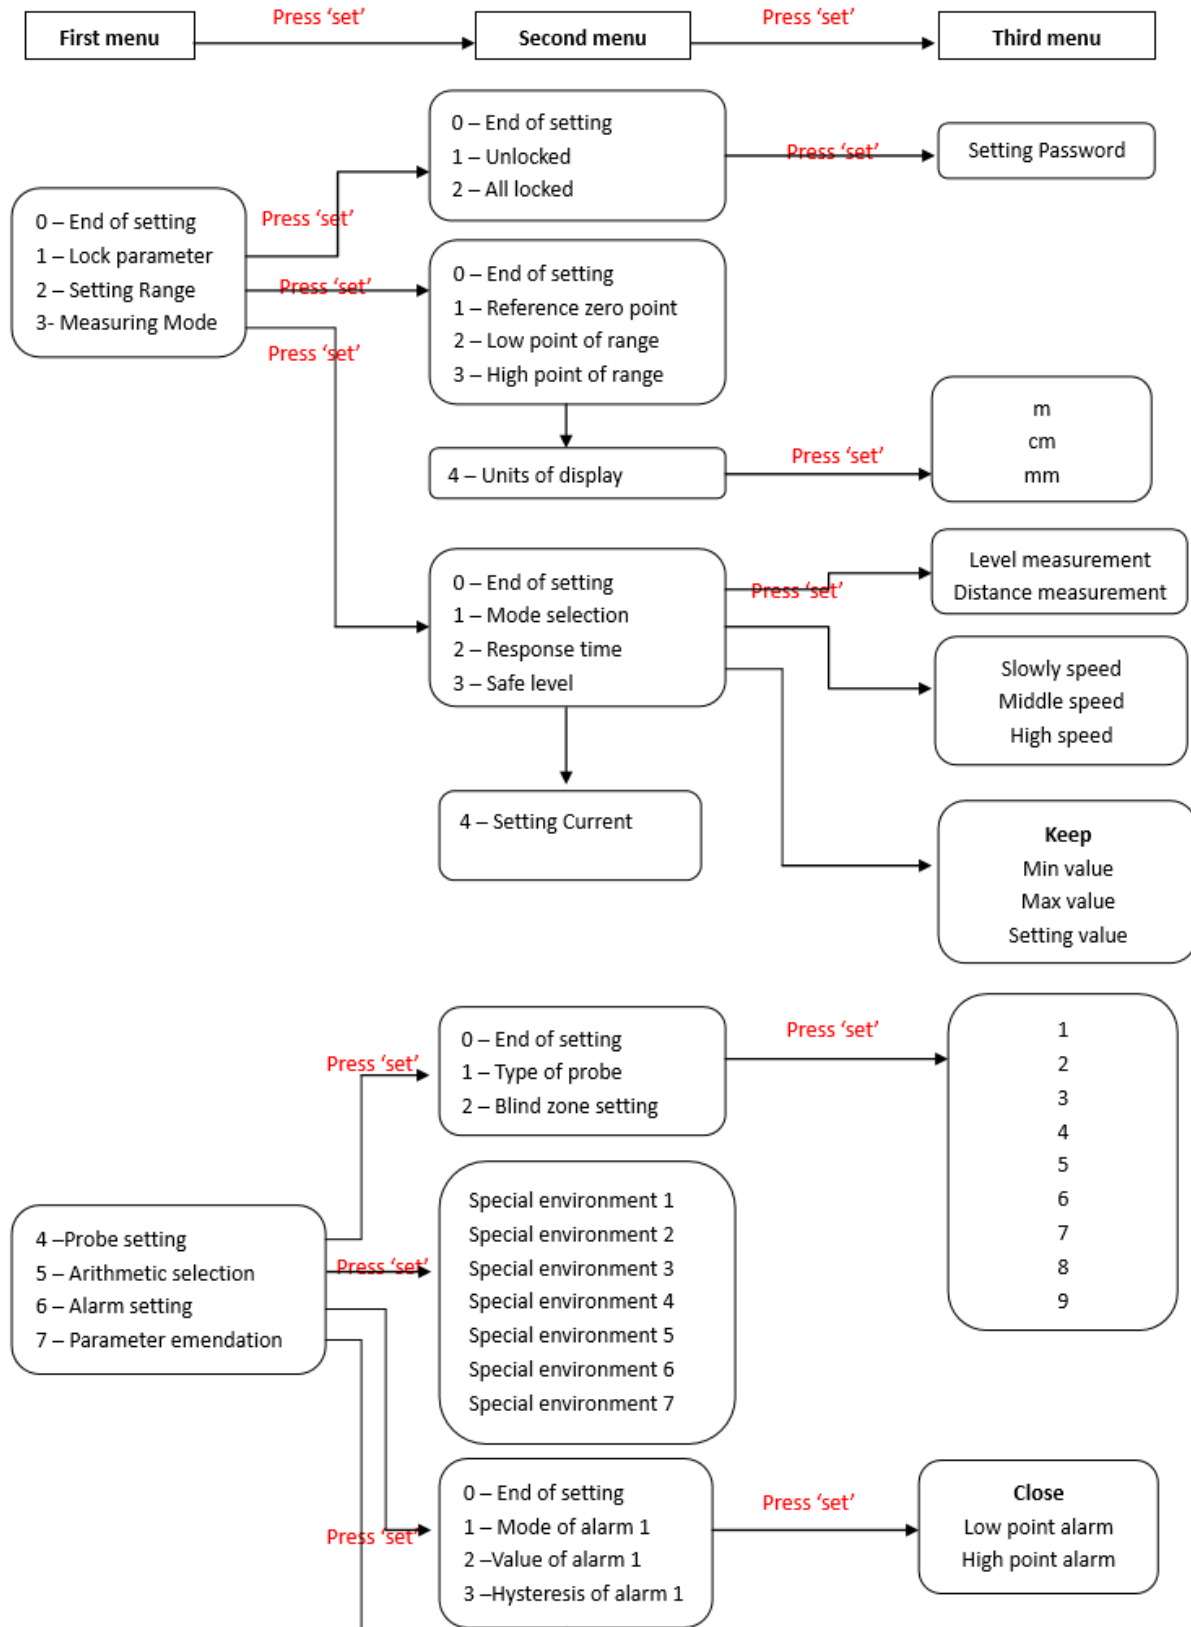 Press ‘set’
Press ‘set’
First menu
Second menu
Third menu
0 – End of setting
1 – Unlocked
2 – All locked
Press ‘set’
Setting Password
0 – End of setting
1 – Lock parameter
2 – Setting Range
3- Measuring Mode
Press ‘set’
Press ‘set’
Press ‘set’
0 – End of setting
1 – Reference zero point
2 – Low point of range
3 – High point of range
4 – Units of display
Press ‘set’
m
cm
mm
0 – End of setting
1 – Mode selection
2 – Response time
3 – Safe level
Press ‘set’
Level measurement
Distance measurement
Slowly speed
Middle speed
High speed
4 – Setting Current
Keep
Min value
Max value
Setting value
0 – End of setting
1 – Type of probe
2 – Blind zone setting
Press ‘set’
1
2
3
4
5
6
7
8
9
Press ‘set’
4 –Probe setting
5 – Arithmetic selection
6 – Alarm setting
7 – Parameter emendation
Press ‘set’
Special environment 1
Special environment 2
Special environment 3
Special environment 4
Special environment 5
Special environment 6
Special environment 7
Press ‘set’
0 – End of setting
1 – Mode of alarm 1
2 –Value of alarm 1
3 –Hysteresis of alarm 1
Press ‘set’
Close
Low point alarm
High point alarm